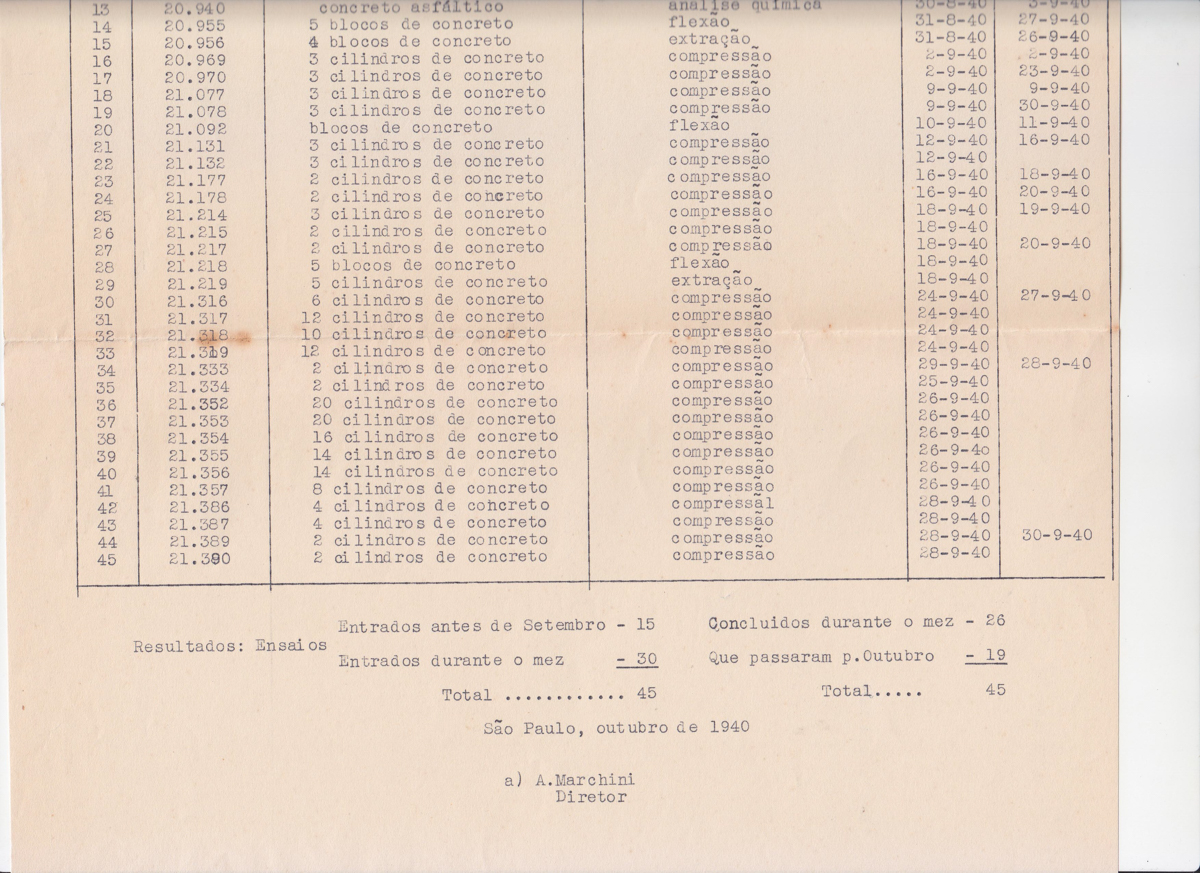 13 20.940 concreto asfáltico analise química 30-8-40 3-9-40
14 20.955 5 blocos de concreto flexão 31-8-40 27-9-40
15 20.956 4 blocos de concreto extração 31-8-40 26-9-40
16 20.969 3 cilindros de concreto compressão 2-9-40 2-9-40
17 20.970 3 cilindros de concreto compressão 2-9-40 23-9-40
18 21.077 3 cilindros de concreto compressão 9-9-40 9-9-40
19 21.078 3 cilindros de concreto compressão 9-9-40 30-9-40
20 21.092 blocos de concreto flexão 10-9-40 11-9-40
21 21.131 3 cilindros de concreto compressão 12-9-40 16-9-40
22 21.132 3 cilindros de concreto compressão 12-9-40
23 21.177 2 cilindros de concreto compressão 16-9-40 18-9-40
24 21.178 2 cilindros de concreto compressão 16-9-40 20-9-40
25 21.214 3 cilindros de concreto compressão 18-9-40 19-9-40
26 21.215 2 cilindros de concreto compressão 18-9-40
27 21.217 2 cilindros de concreto compressão 18-9-40 20-9-40
28 21.218 5 blocos de concreto flexão 18-9-40
29 21.219 5 cilindros de concreto extração 18-9-40
30 21.316 6 cilindros de concreto compressão 24-9-40 27-9-40
31 21.317 12 cilindros de concreto compressão 24-9-40
32 21.318 10 cilindros de concreto compressão 24-9-40
33 21.319 12 cilindros de concreto compressão 24-9-40
34 21.333 2 cilindros de concreto compressão 29-9-40 28-9-40
35 21.334 2 cilindros de concreto compressão 25-9-40
36 21.352 20 cilindros de concreto compressão 26-9-40
37 21.353 20 cilindros de concreto compressão 26-9-40
38 21.354 16 cilindros de concreto compressão 26-9-40
39 21.355 14 cilindros de concreto compressão 26-9-4o
40 21.356 14 cilindros de concreto compressão 26-9-40
41 21.357 8 cilindros de concreto compressão 26-9-40
42 21.386 4 cilindros de concreto compressãl 28-9-40
43 21.387 4 cilindros de concreto compressão 28-9-40
44 21.389 2 cilindros de concreto compressão 28-9-40 30-9-40
45 21.390 2 cilindros de concreto compressão 28-9-40
Entrados antes de Setembro - 15 Concluidos durante o mez - 26
Resultados: Ensaios
Entrados durante o mez - 30 Que passaram p.Outubro - 19
Total ............ 45 Total..... 45
São Paulo, outubro de 1940
a) A.Marchini
Diretor